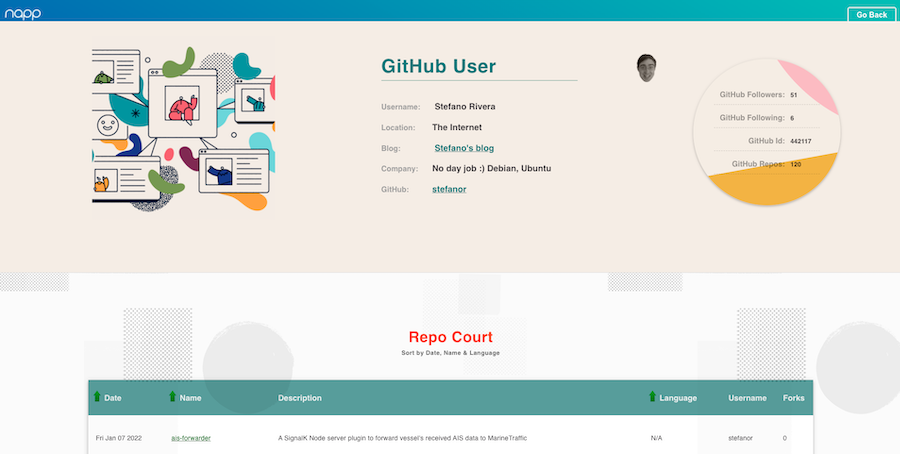 napp
Go Back
GitHub User
Username: Stefano Rivera
Location: The Internet
Blog: Stefano's blog
Company: No day job :) Debian, Ubuntu
GitHub: stefanor
GitHub Followers: 51
GitHub Following: 6
GitHub Id: 442117
GitHub Repos: 120
Repo Court
Sort by Date, Name & Language
Date Name Description Language Username Forks
Fri Jan 07 2022 ais-forwarder A SignalK Node server plugin to forward vessel's received AIS data to MarineTraffic N/A stefanor 0